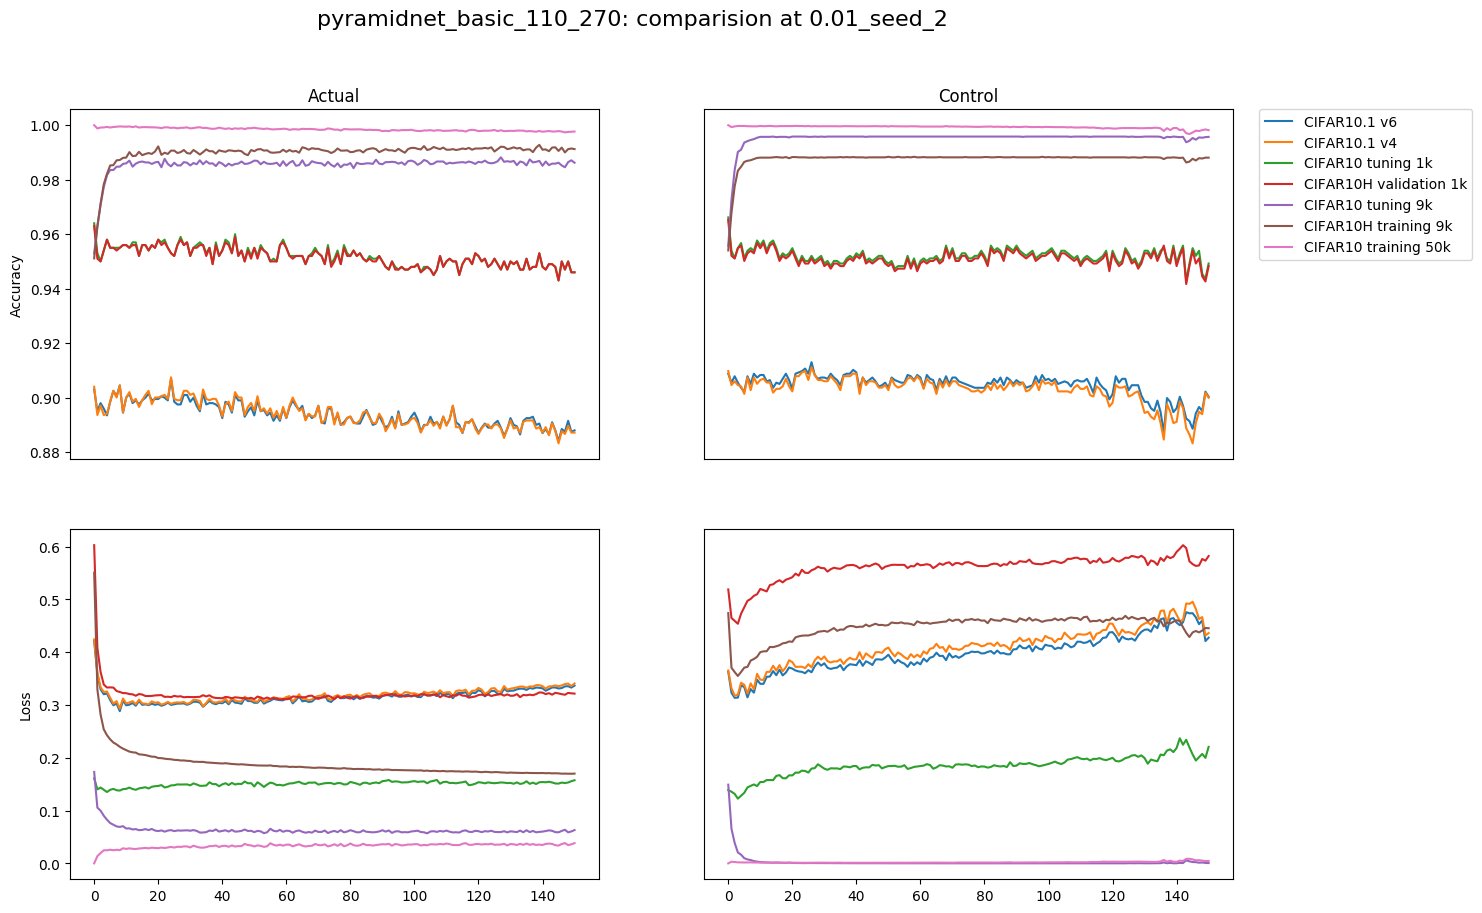 pyramidnet_basic_110_270: comparision at 0.01_seed_2
Actual
Control
CIFAR10.1 v6
CIFAR10.1 v4
CIFAR10 tuning 1k
CIFAR10H validation 1k
CIFAR10 tuning 9k
CIFAR10H training 9k
CIFAR10 training 50k
Accuracy
1.00
0.98
0.96
0.94
0.92
0.90
0.88
Loss
0.6
0.5
0.4
0.3
0.2
0.1
0.0
0 20 40 60 80 100 120 140
0 20 40 60 80 100 120 140